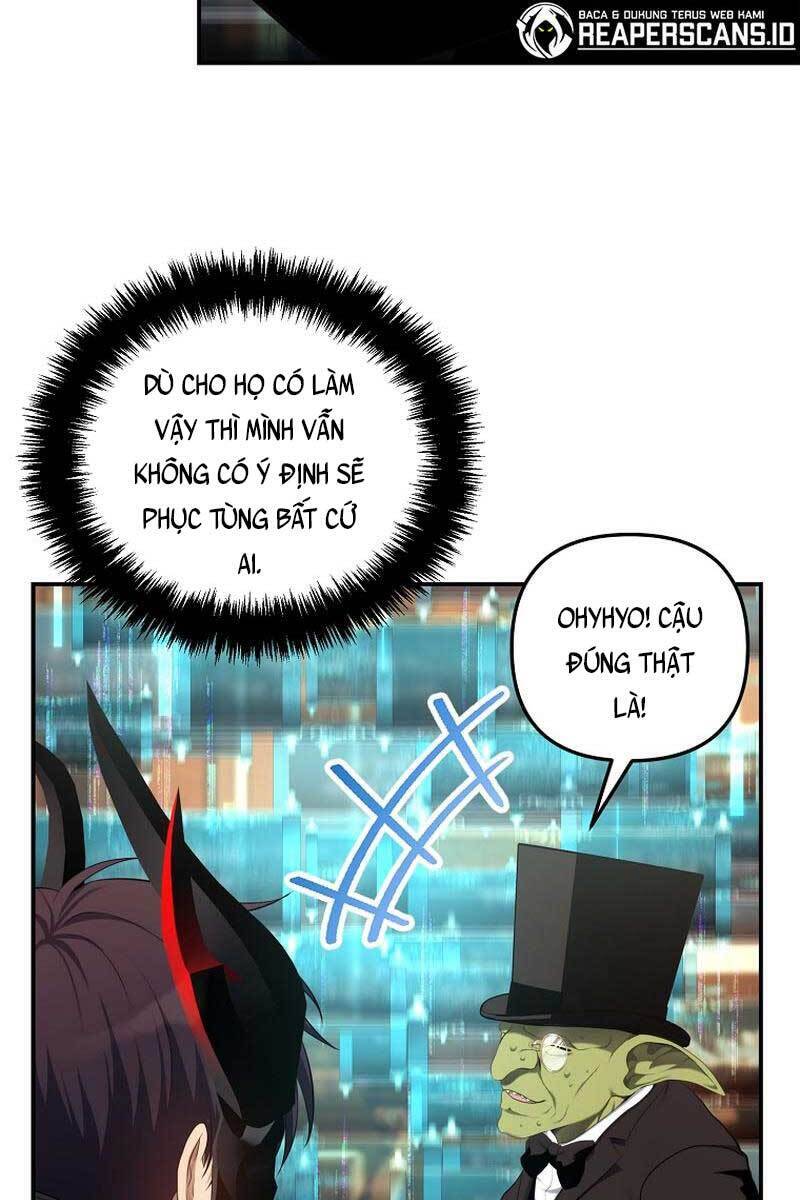 BACA & DUKUNG TERUS WEB KAMI
REAPERSCANS.ID
DÙ CHO HỌ CÓ LÀM
VẬY THÌ MÌNH VẪN
KHÔNG CÓ Ý ĐỊNH SẼ
PHỤC TÙNG BẤT CỨ
AI.
OHYHYO! CẬU
ĐÚNG THẬT
LÀ!